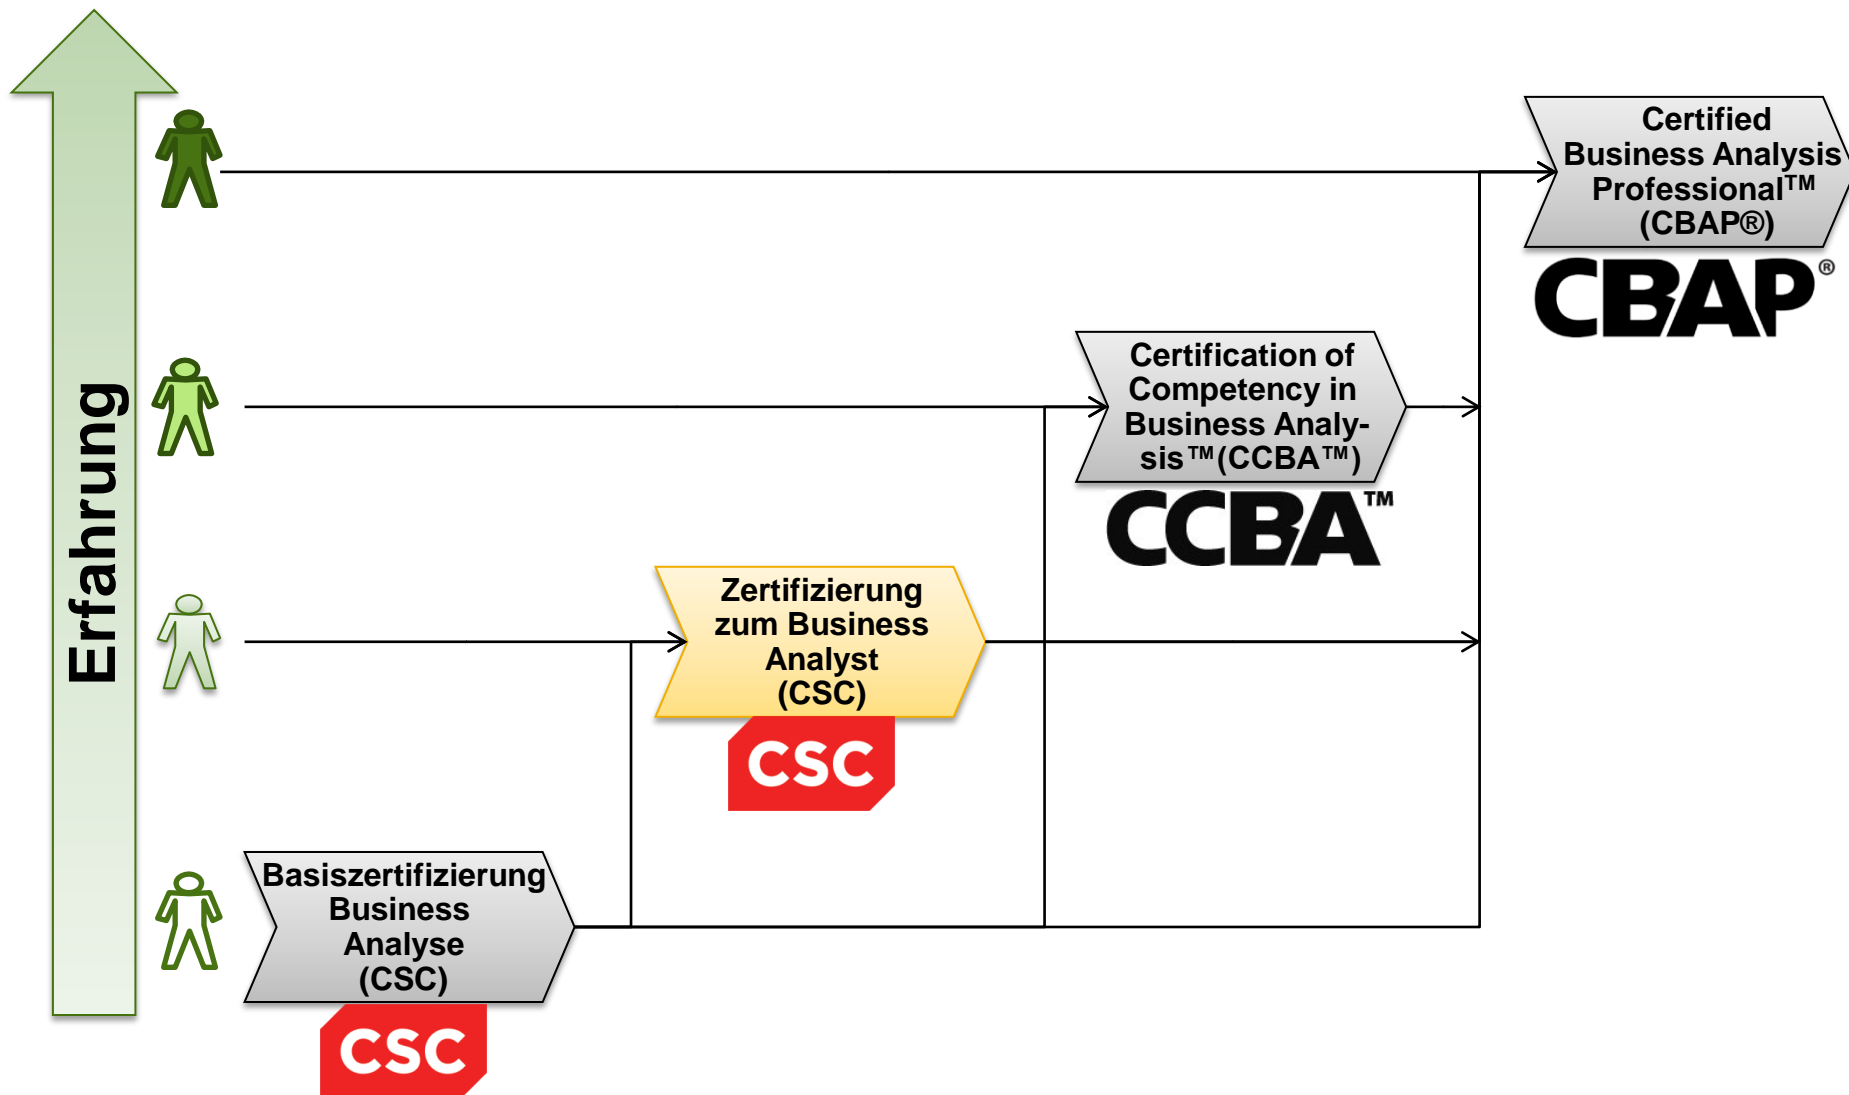 Erfahrung
Certified
Business Analysis
Professional™
(CBAP®)
CBAP®
Certification of
Competency in
Business Analy-
sis™(CCBA™)
CCBA™
Zertifizierung
zum Business
Analyst
(CSC)
CSC
Basiszertifizierung
Business
Analyse
(CSC)
CSC